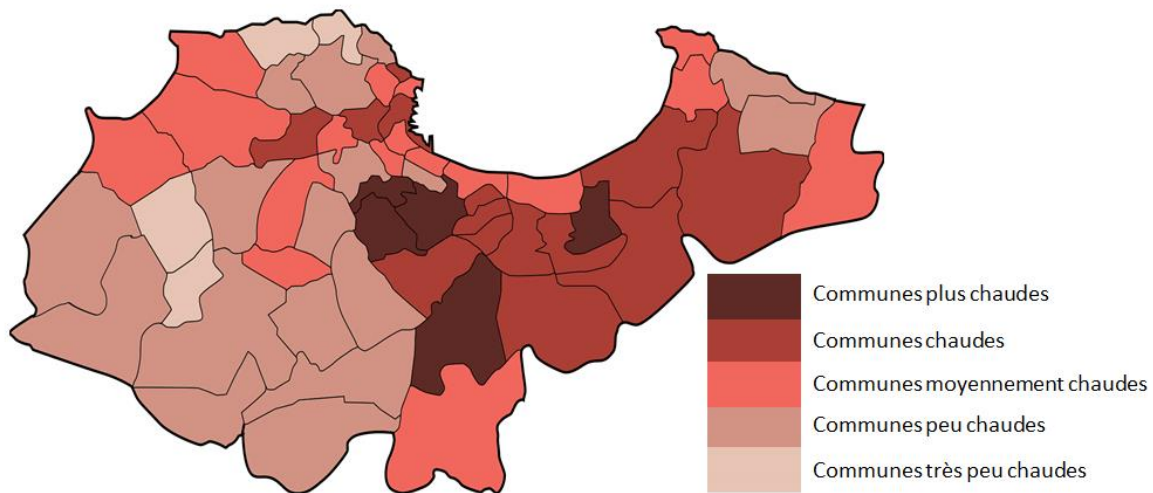 Communes plus chaudes
Communes chaudes
Communes moyennement chaudes
Communes peu chaudes
Communes très peu chaudes